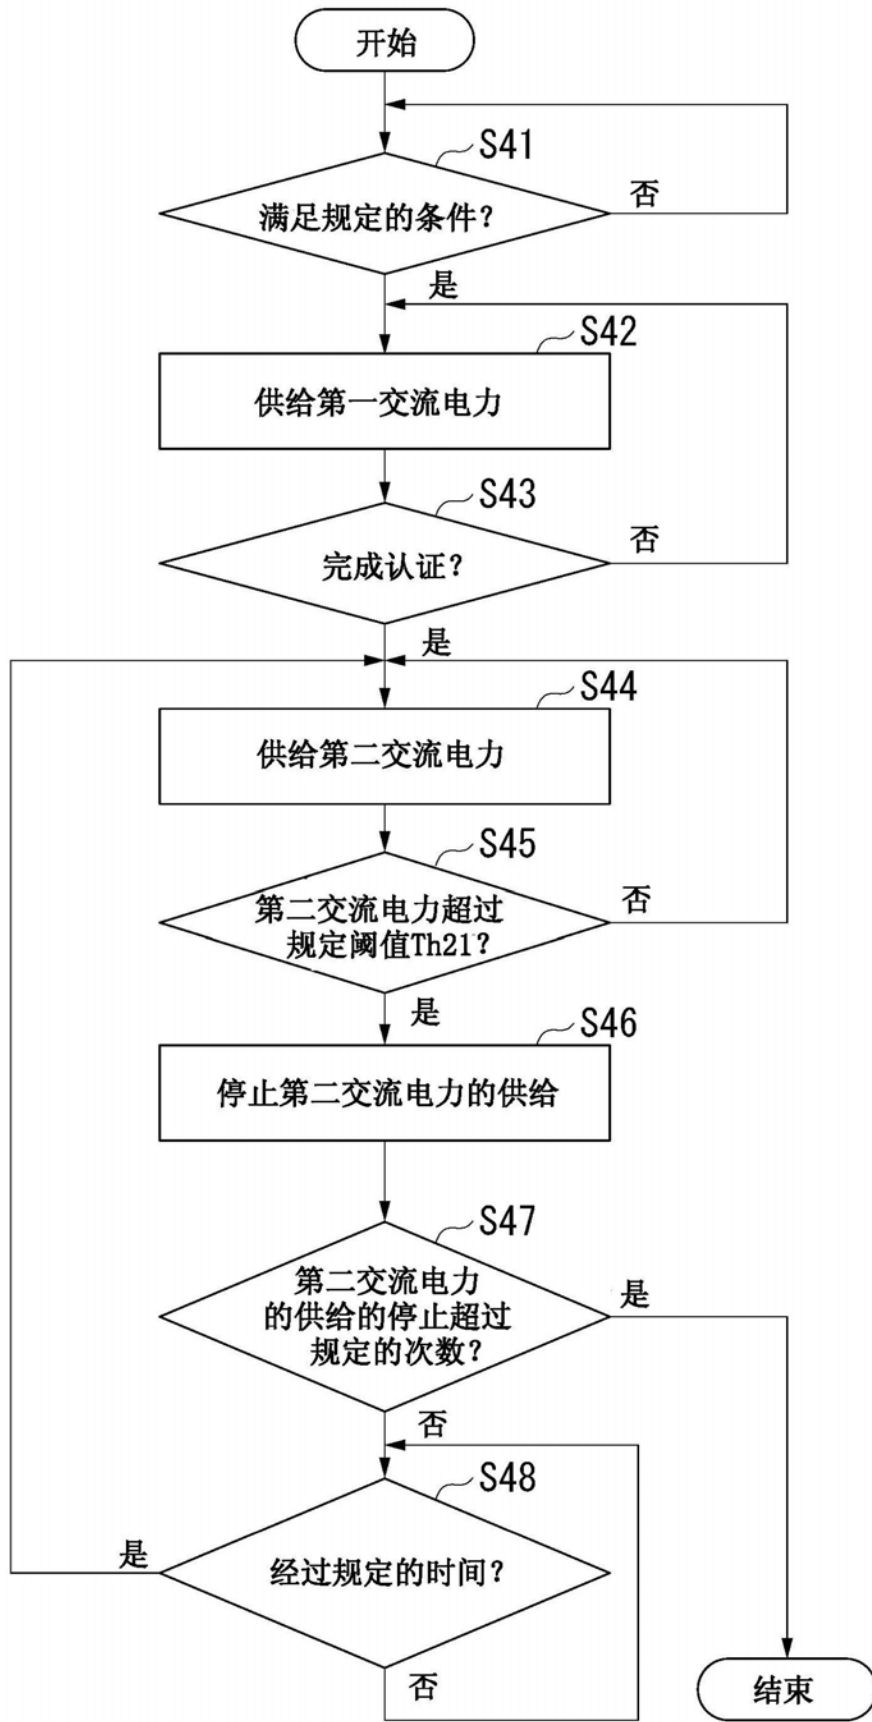 开始
S41
满足规定的条件？
否
是
S42
供给第一交流电力
S43
完成认证？
否
是
S44
供给第二交流电力
S45
第二交流电力超过
规定阈值Th21？
否
是
S46
停止第二交流电力的供给
S47
第二交流电力
的供给的停止超过
规定的次数？
是
否
S48
经过规定的时间？
是
否
结束